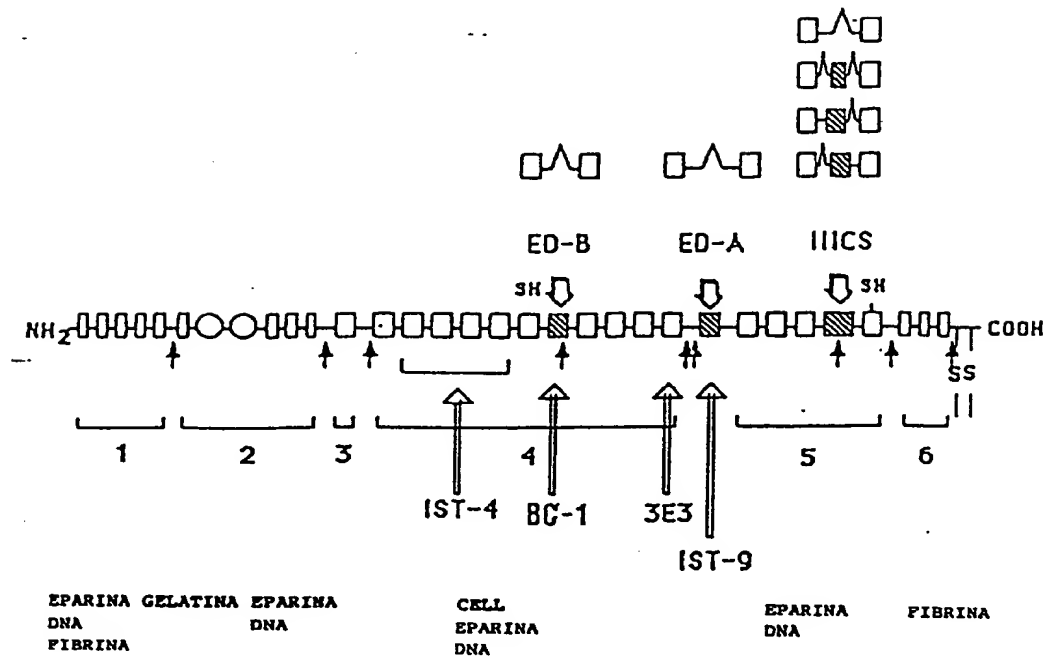 ED-B ED-A IIICS
SH SH
NH2 COOH
SS
1 2 3 4 5 6
IST-4 BC-1 3E3
IST-9
EPARINA GELATINA EPARINA CELL EPARINA FIBRINA
DNA DNA EPARINA DNA
FIBRINA DNA